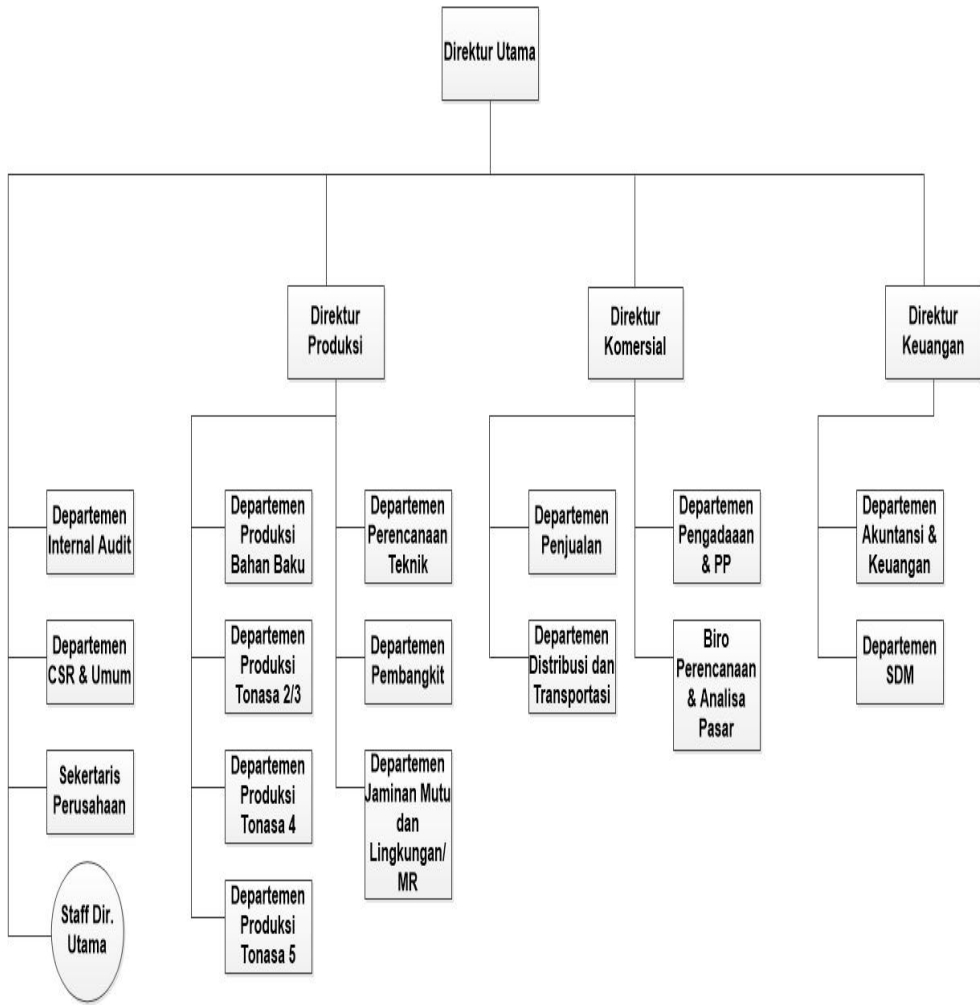 Direktur Utama
Direktur
Produksi
Direktur
Komersial
Direktur
Keuangan
Departemen
Internal Audit
Departemen
CSR & Umum
Sekertaris
Perusahaan
Staff Dir.
Utama
Departemen
Produksi
Bahan Baku
Departemen
Produksi
Tonasa 2/3
Departemen
Produksi
Tonasa 4
Departemen
Produksi
Tonasa 5
Departemen
Perencanaan
Teknik
Departemen
Pembangkit
Departemen
Jaminan Mutu
dan
Lingkungan/
MR
Departemen
Penjualan
Departemen
Distribusi dan
Transportasi
Departemen
Pengadaaan
& PP
Biro
Perencanaan
& Analisa
Pasar
Departemen
Akuntansi &
Keuangan
Departemen
SDM